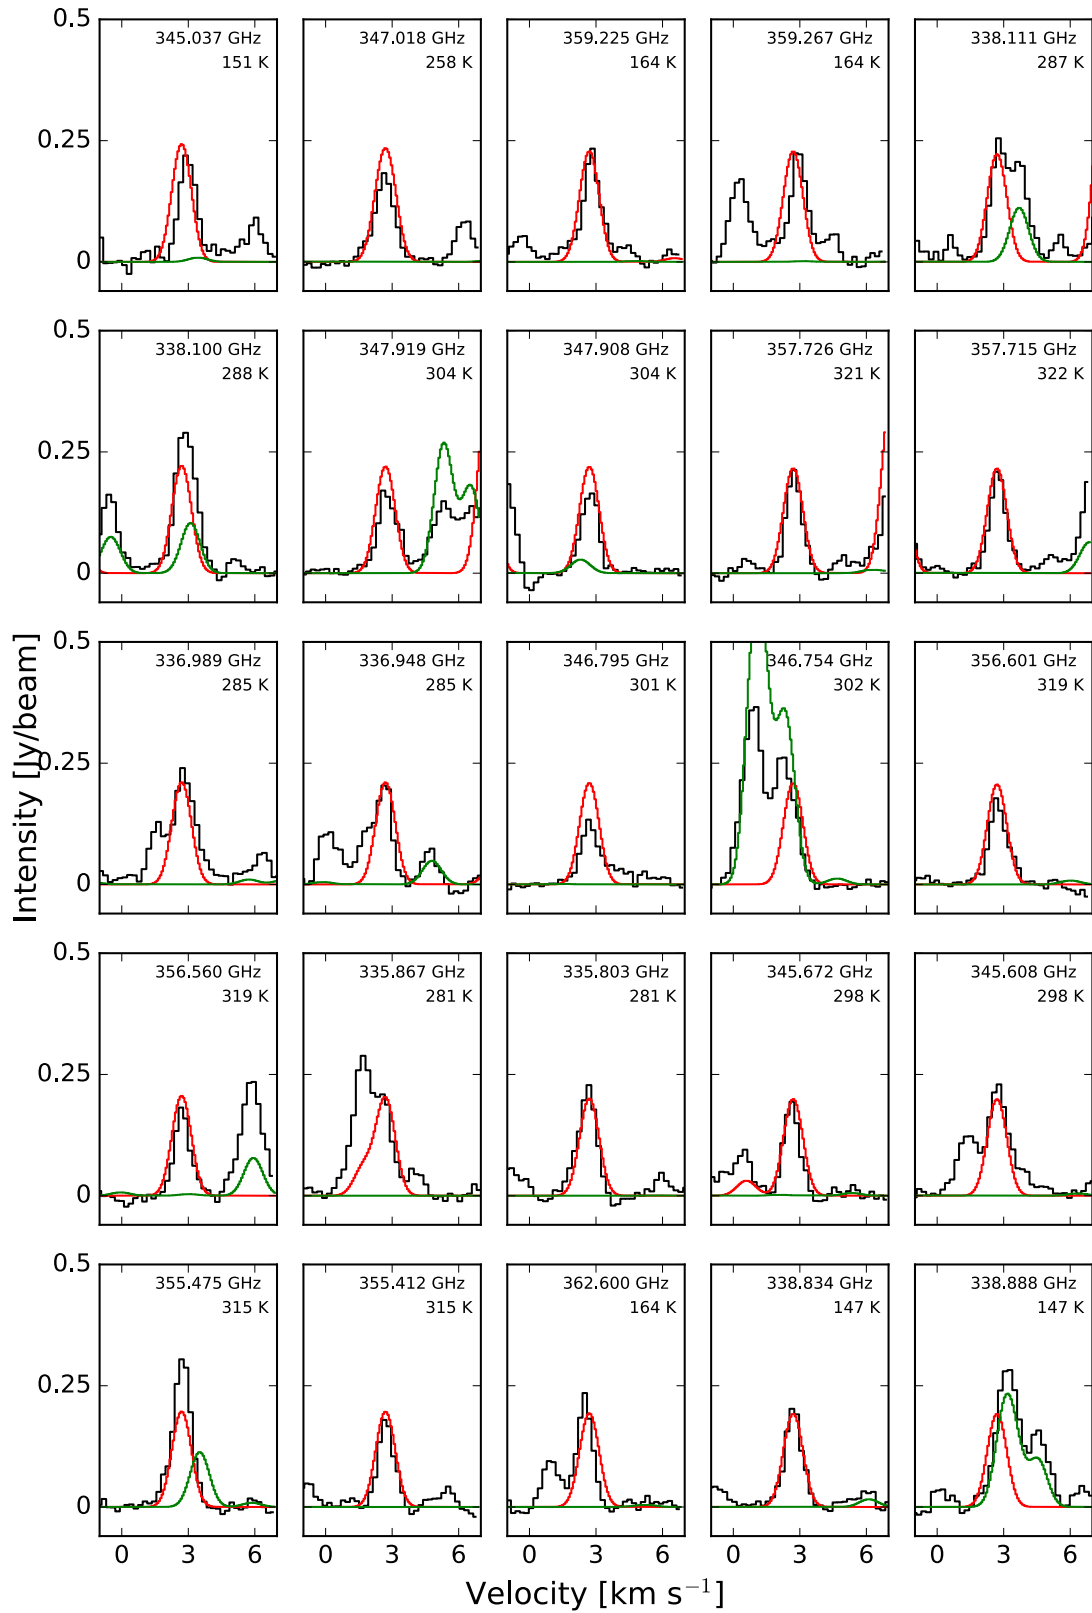 0.5
345.037 GHz
151 K
347.018 GHz
258 K
359.225 GHz
164 K
359.267 GHz
164 K
338.111 GHz
287 K
0.25
0
0.5
338.100 GHz
288 K
347.919 GHz
304 K
347.908 GHz
304 K
357.726 GHz
321 K
357.715 GHz
322 K
0.25
0
Intensity [Jy/beam]
0.5
336.989 GHz
285 K
336.948 GHz
285 K
346.795 GHz
301 K
346.754 GHz
302 K
356.601 GHz
319 K
0.25
0
0.5
356.560 GHz
319 K
335.867 GHz
281 K
335.803 GHz
281 K
345.672 GHz
298 K
345.608 GHz
298 K
0.25
0
0.5
355.475 GHz
315 K
355.412 GHz
315 K
362.600 GHz
164 K
338.834 GHz
147 K
338.888 GHz
147 K
0.25
0
0 3 6 0 3 6 0 3 6 0 3 6 0 3 6
Velocity [km s⁻¹]